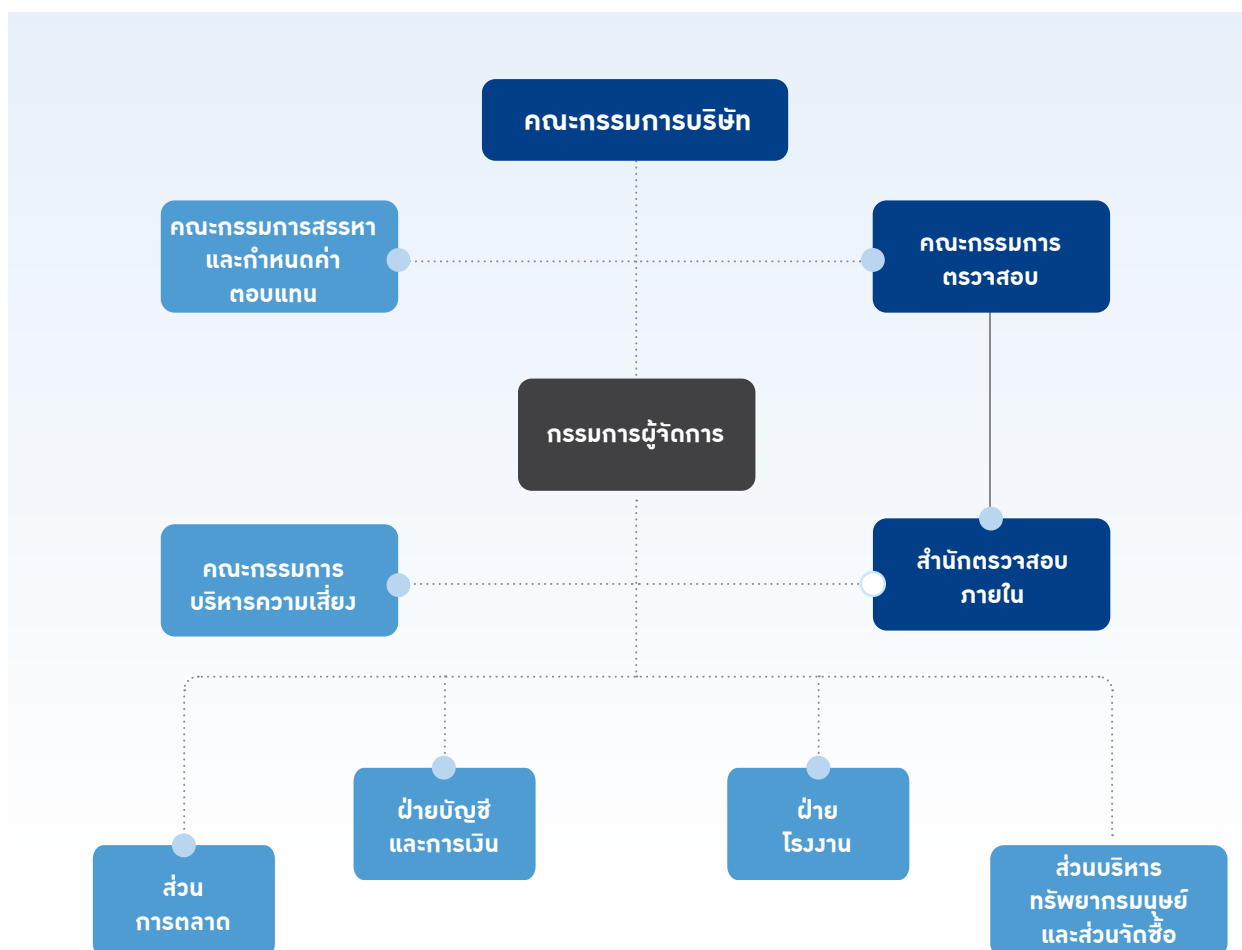 คณะกรรมการบริษัท
คณะกรรมการสรรหา
และกำหนดค่า
ตอบแทน
คณะกรรมการ
ตรวจสอบ
กรรมการผู้จัดการ
คณะกรรมการ
บริหารความเสี่ยง
สำนักตรวจสอบ
ภายใน
ฝ่ายบัญชี
และการเงิน
ฝ่าย
โรงงาน
ส่วน
การตลาด
ส่วนบริหาร
ทรัพยากรมนุษย์
และส่วนจัดซื้อ